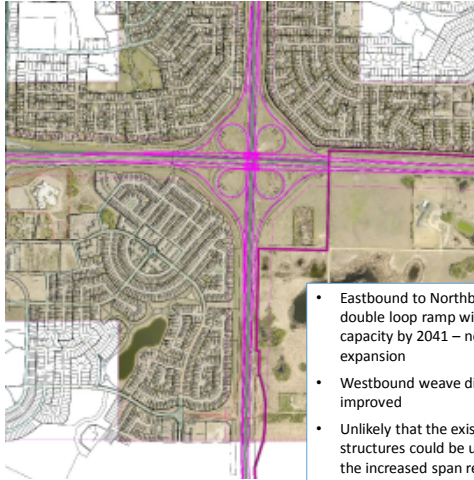 • Eastbound to Northb
double loop ramp wi
capacity by 2041 – n
expansion
• Westbound weave di
improved
• Unlikely that the exis
structures could be u
the increased span re